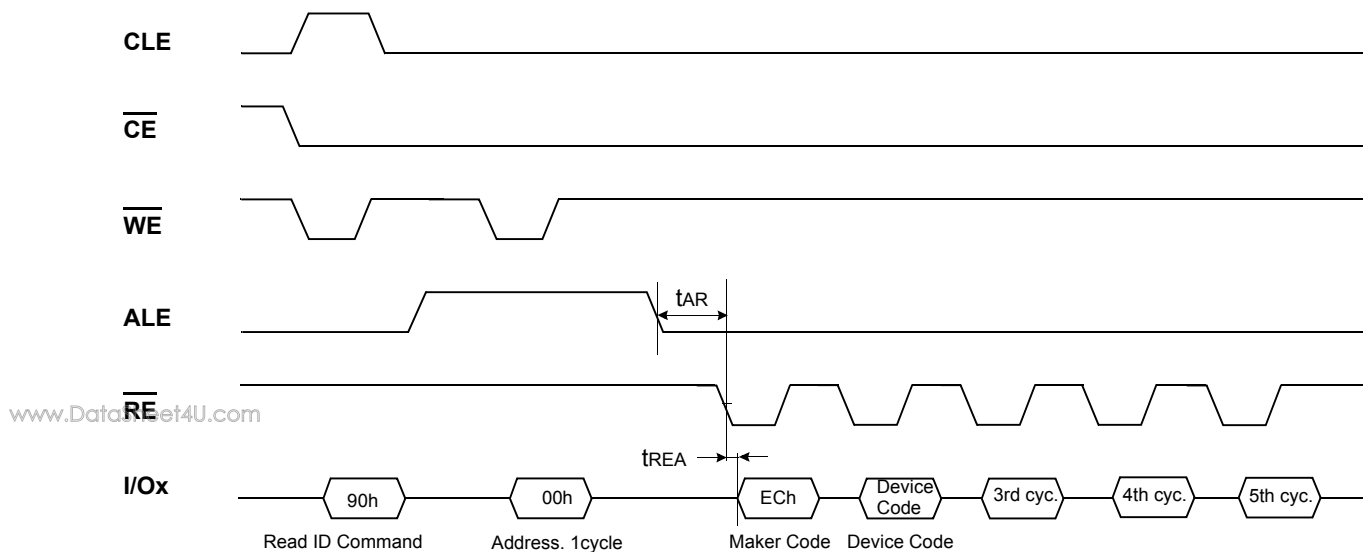 CLE
CE
WE
ALE
tAR
RE
www.DataSheet4U.com
tREA
I/Ox
90h
00h
ECh
Device
Code
3rd cyc.
4th cyc.
5th cyc.
Read ID Command
Address. 1cycle
Maker Code
Device Code